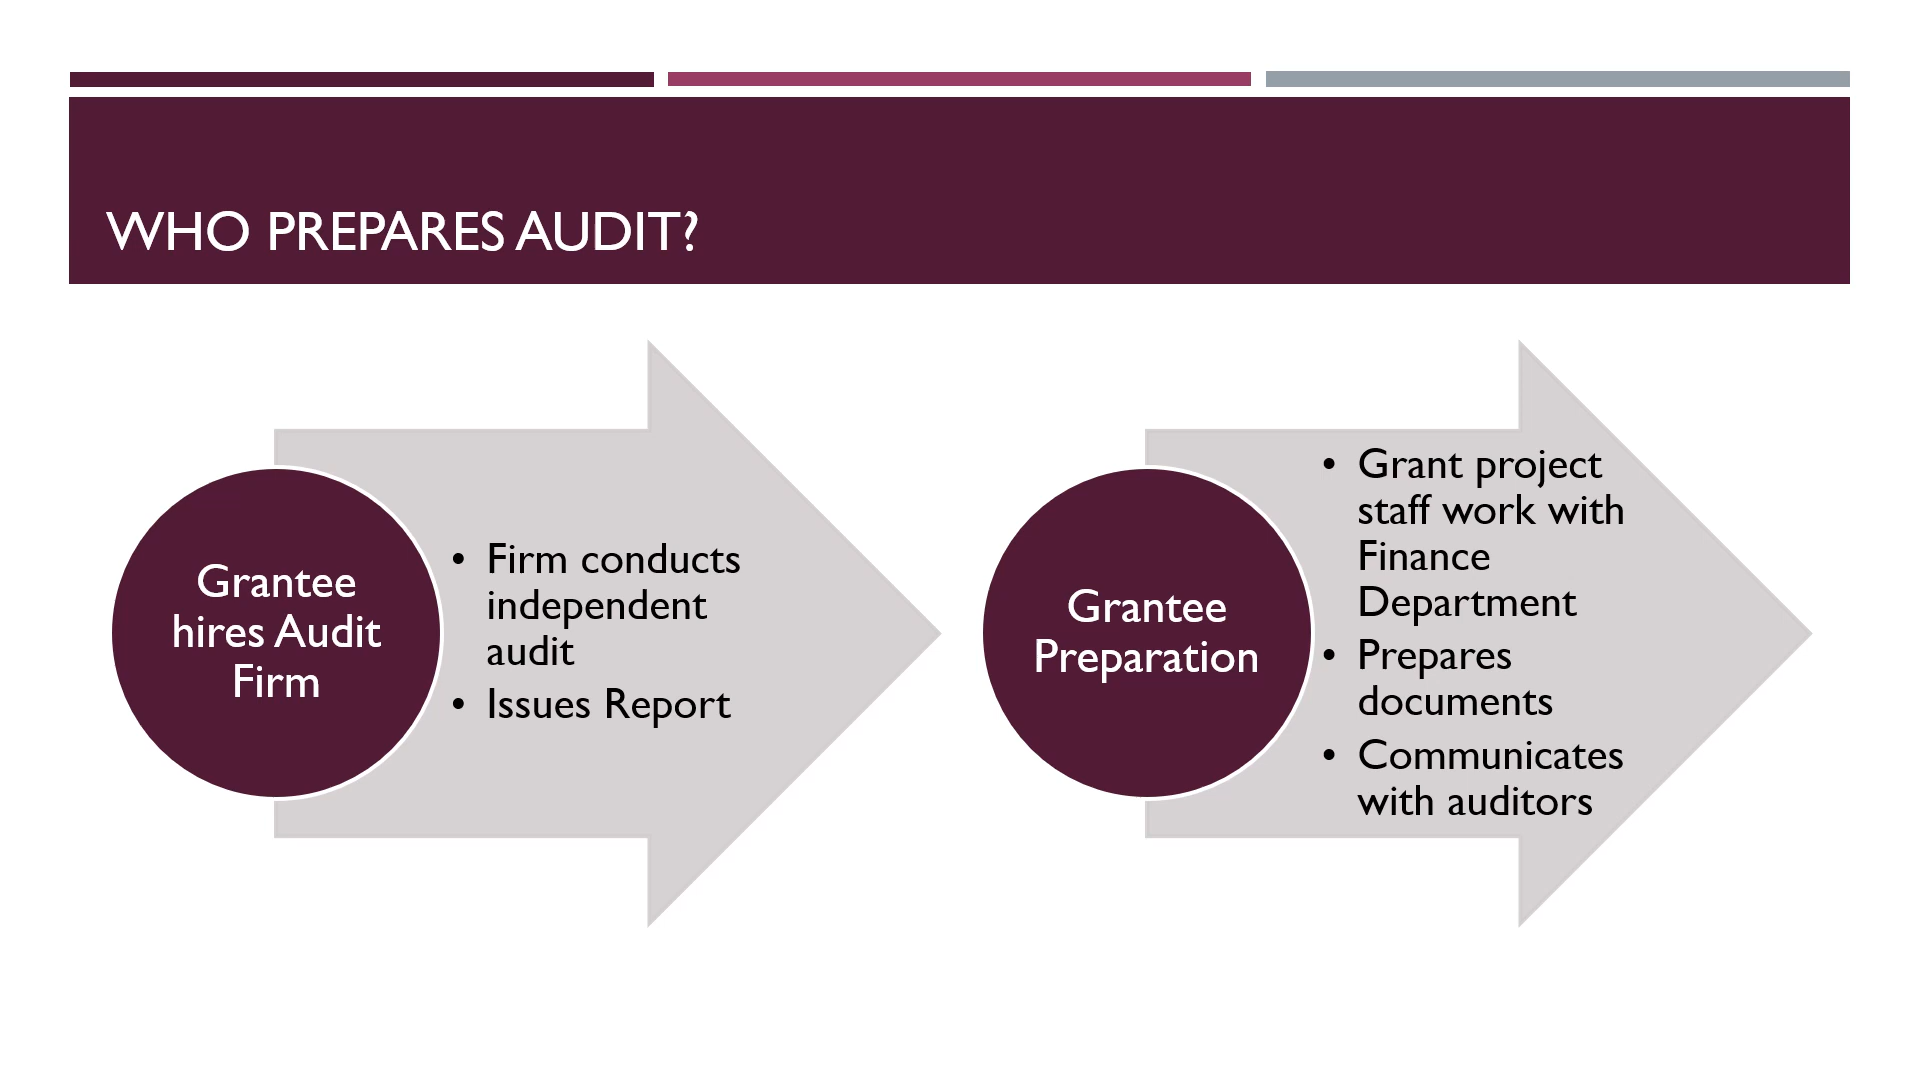 WHO PREPARES AUDIT?
Grantee
hires Audit
Firm
• Firm conducts
independent
audit
• Issues Report
Grantee
Preparation
• Grant project
staff work with
Finance
Department
• Prepares
documents
• Communicates
with auditors